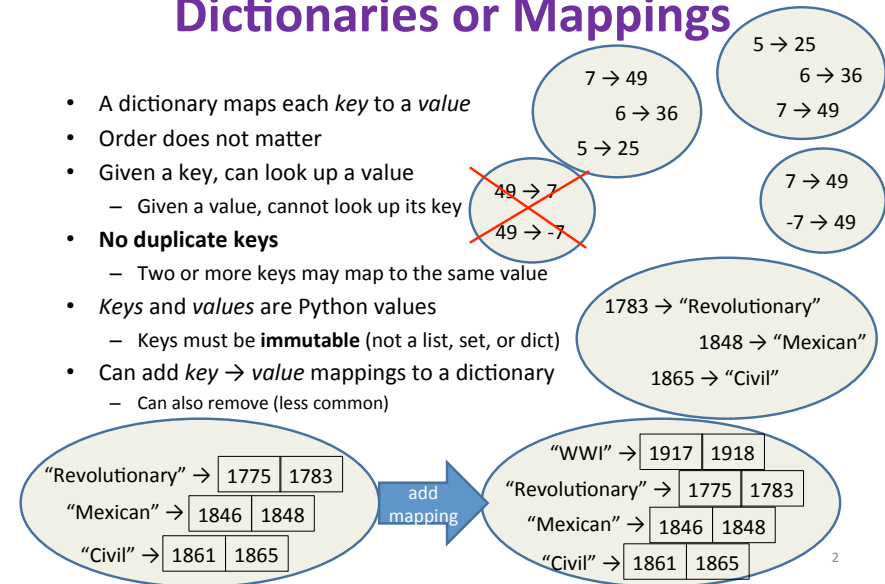 Dictionaries or Mappings
• A dictionary maps each key to a value
• Order does not matter
• Given a key, can look up a value
– Given a value, cannot look up its key
• No duplicate keys
– Two or more keys may map to the same value
• Keys and values are Python values
– Keys must be immutable (not a list, set, or dict)
• Can add key → value mappings to a dictionary
– Can also remove (less common)
7 → 49
6 → 36
5 → 25
5 → 25
6 → 36
7 → 49
49 → 7
49 → -7
7 → 49
-7 → 49
1783 → “Revolutionary”
1848 → “Mexican”
1865 → “Civil”
“Revolutionary” → 1775 1783
“Mexican” → 1846 1848
“Civil” → 1861 1865
add
mapping
“WWI” → 1917 1918
“Revolutionary” → 1775 1783
“Mexican” → 1846 1848
“Civil” → 1861 1865
2